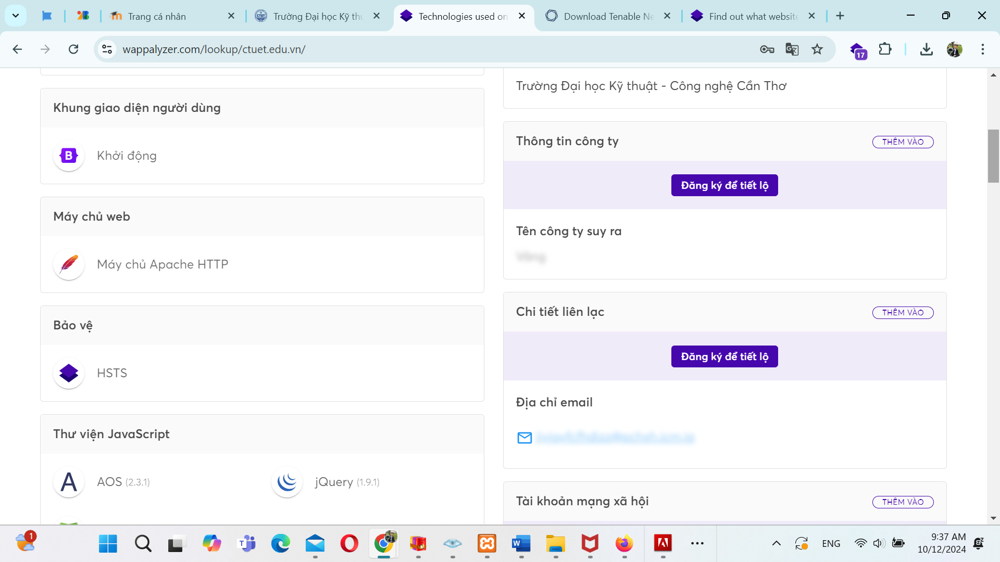 Trang cá nhân
Trường Đại học Kỹ thu
Technologies used on
Download Tenable Ne
Find out what website
wappalyzer.com/lookup/ctuet.edu.vn/
17
Khung giao diện người dùng
B
Khởi động
Máy chủ web
Máy chủ Apache HTTP
Bảo vệ
HSTS
Thư viện JavaScript
A
AOS (2.3.1)
jQuery (1.9.1)
Trường Đại học Kỹ thuật - Công nghệ Cần Thơ
Thông tin công ty
THÊM VÀO
Đăng ký để tiết lộ
Tên công ty suy ra
Chi tiết liên lạc
THÊM VÀO
Đăng ký để tiết lộ
Địa chỉ email
Tài khoản mạng xã hội
THÊM VÀO
1
ENG
9:37 AM
10/12/2024